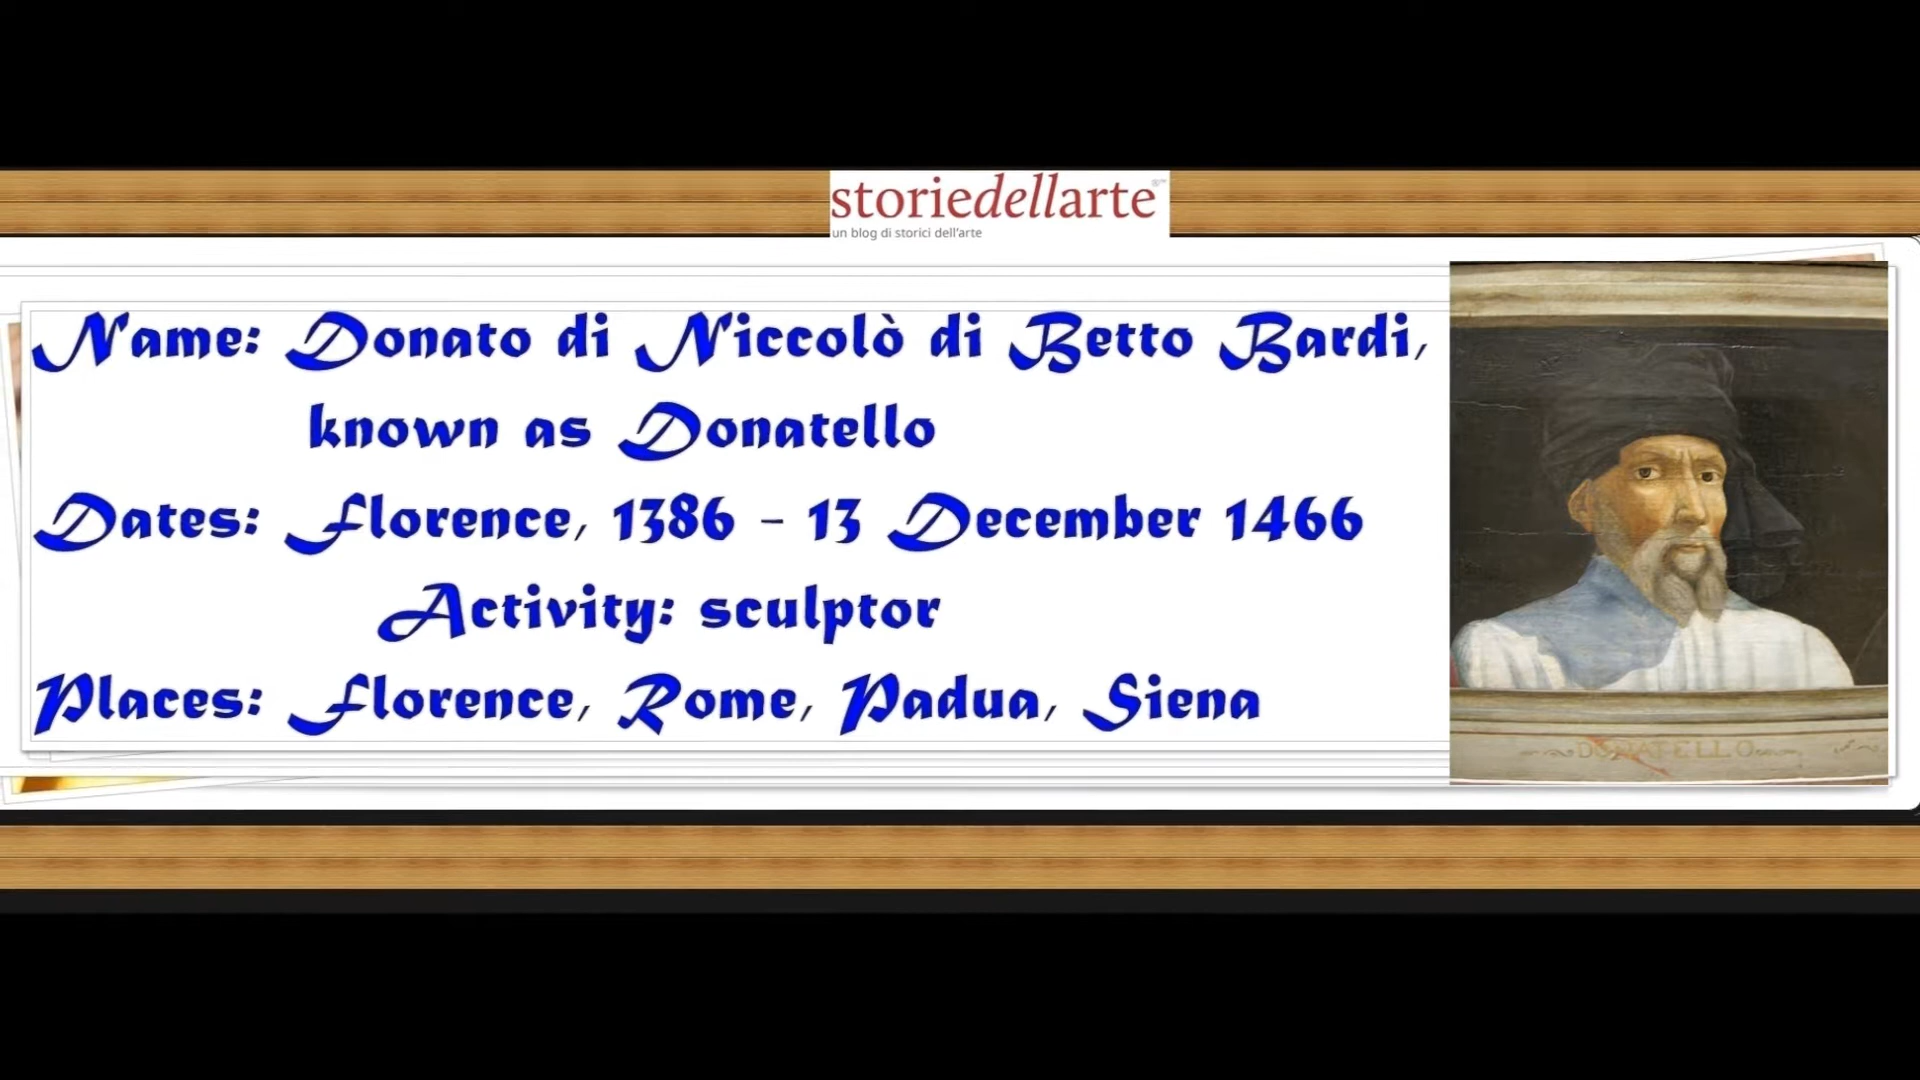 storiedellarte
un blog di storici dell'arte
Name: Donato di Niccolò di Betto Bardi,
known as Donatello
Dates: Florence, 1386 - 13 December 1466
Activity: sculptor
Places: Florence, Rome, Padua, Siena
DONATELLO